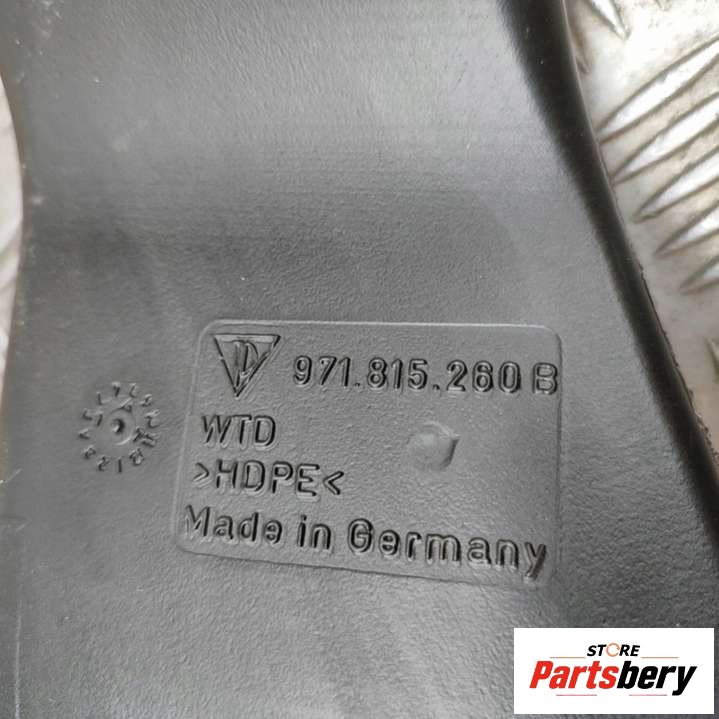 971.815.260 B
WTD
>HDPE<
Made in Germany
STORE
Partsbery